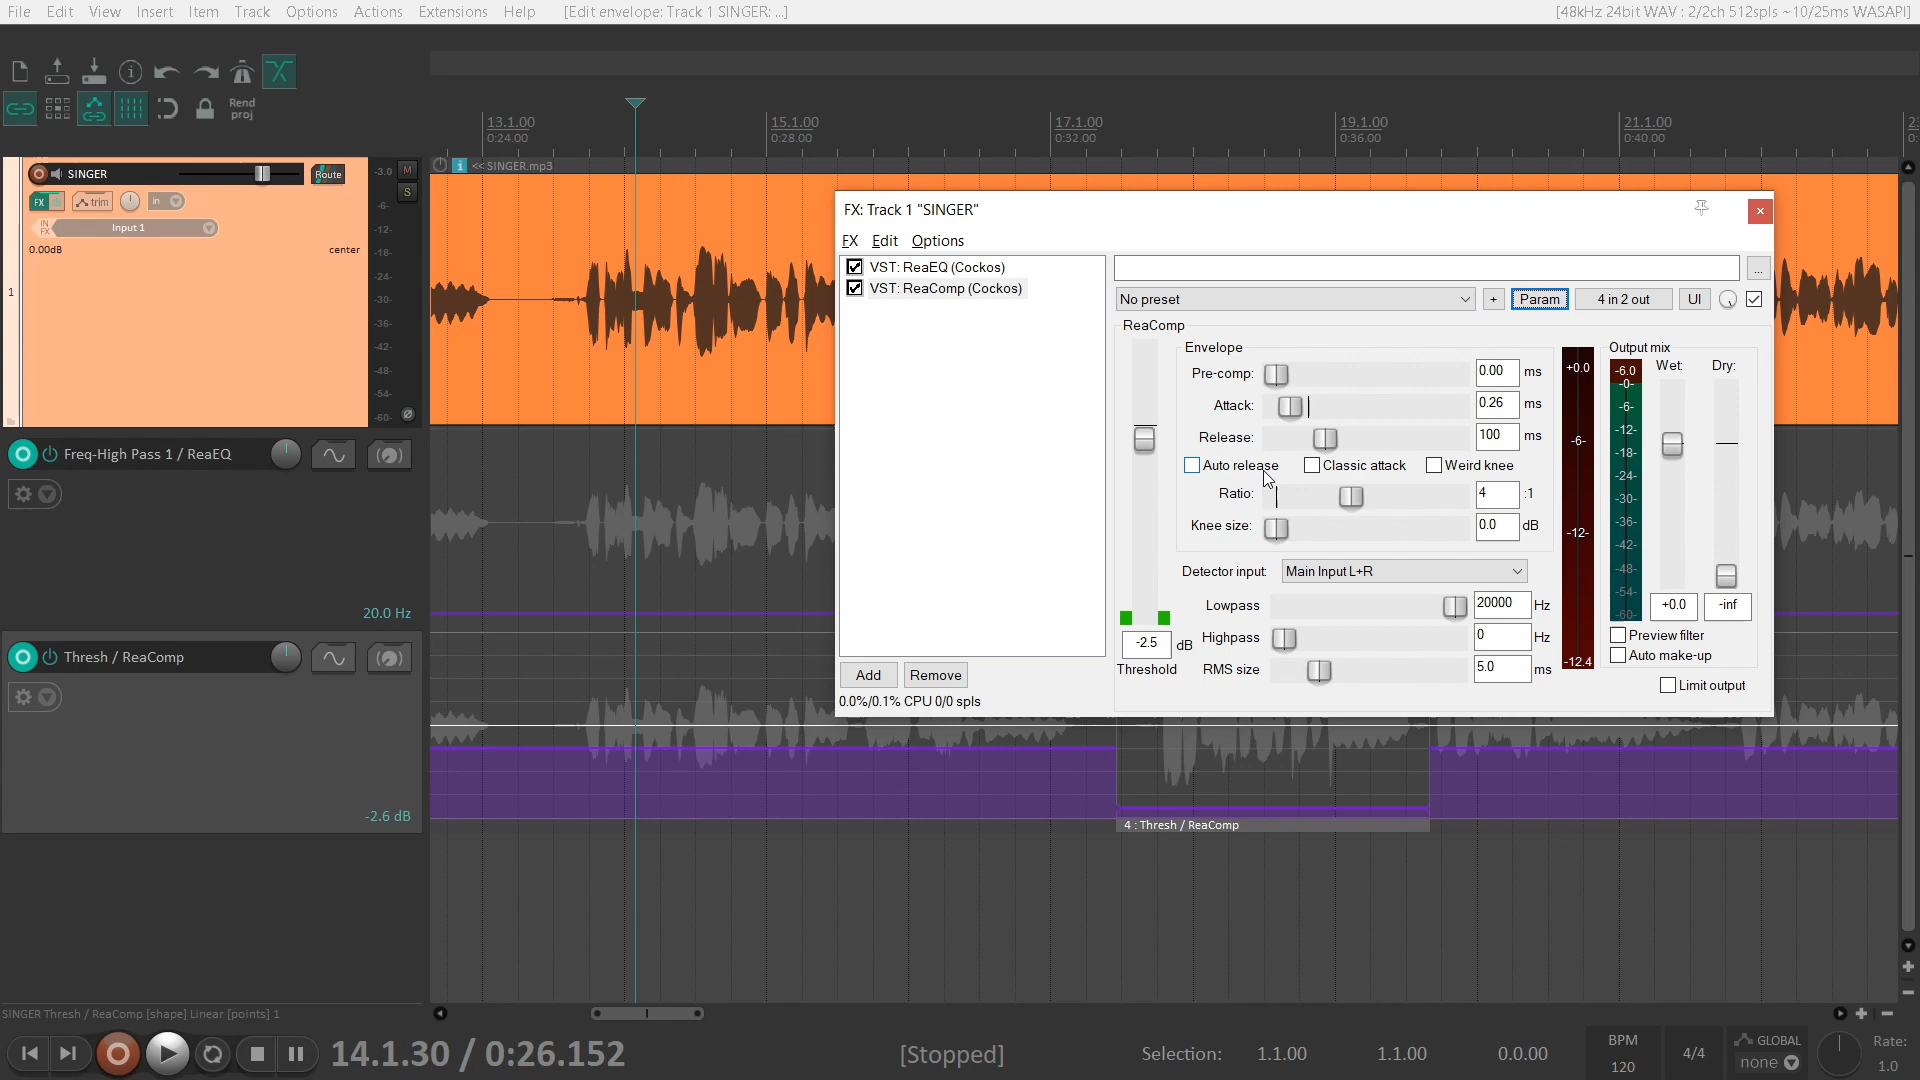 File Edit View Insert Item Track Options Actions Extensions Help [Edit envelope: Track 1 SINGER: ...] [48kHz 24bit WAV : 2/2ch 512spls ~10/25ms WASAPI]
Rend
proj
13.1.00 15.1.00 17.1.00 19.1.00 21.1.00
0:24.00 0:28.00 0:32.00 0:36.00 0:40.00
<< SINGER.mp3
SINGER Route -3.0 M
S
FX trim in
-6-
IN FX Input 1
-12-
0.00dB center
-18-
-24-
1 -30-
-36-
-42-
-48-
-54-
-60-
FX: Track 1 "SINGER"
FX Edit Options
VST: ReaEQ (Cockos)
VST: ReaComp (Cockos)
...
No preset + Param 4 in 2 out UI
ReaComp
Envelope
Pre-comp: 0.00 ms
Attack: 0.26 ms
Release: 100 ms
Auto release Classic attack Weird knee
Ratio: 4 :1
Knee size: 0.0 dB
Detector input: Main Input L+R
Lowpass 20000 Hz
Highpass 0 Hz
RMS size 5.0 ms
-2.5 dB
Threshold
+0.0
-6-
-12-
-12.4
Output mix
Wet: Dry:
-6.0
-0-
-6-
-12-
-18-
-24-
-30-
-36-
-42-
-48-
-54-
-60-
+0.0 -inf
Preview filter
Auto make-up
Limit output
Add Remove
0.0%/0.1% CPU 0/0 spls
Freq-High Pass 1 / ReaEQ
20.0 Hz
Thresh / ReaComp
-2.6 dB
4 : Thresh / ReaComp
SINGER Thresh / ReaComp [shape] Linear [points] 1
14.1.30 / 0:26.152 [Stopped] Selection: 1.1.00 1.1.00 0.0.00
BPM
120
4/4
GLOBAL
none
Rate:
1.0